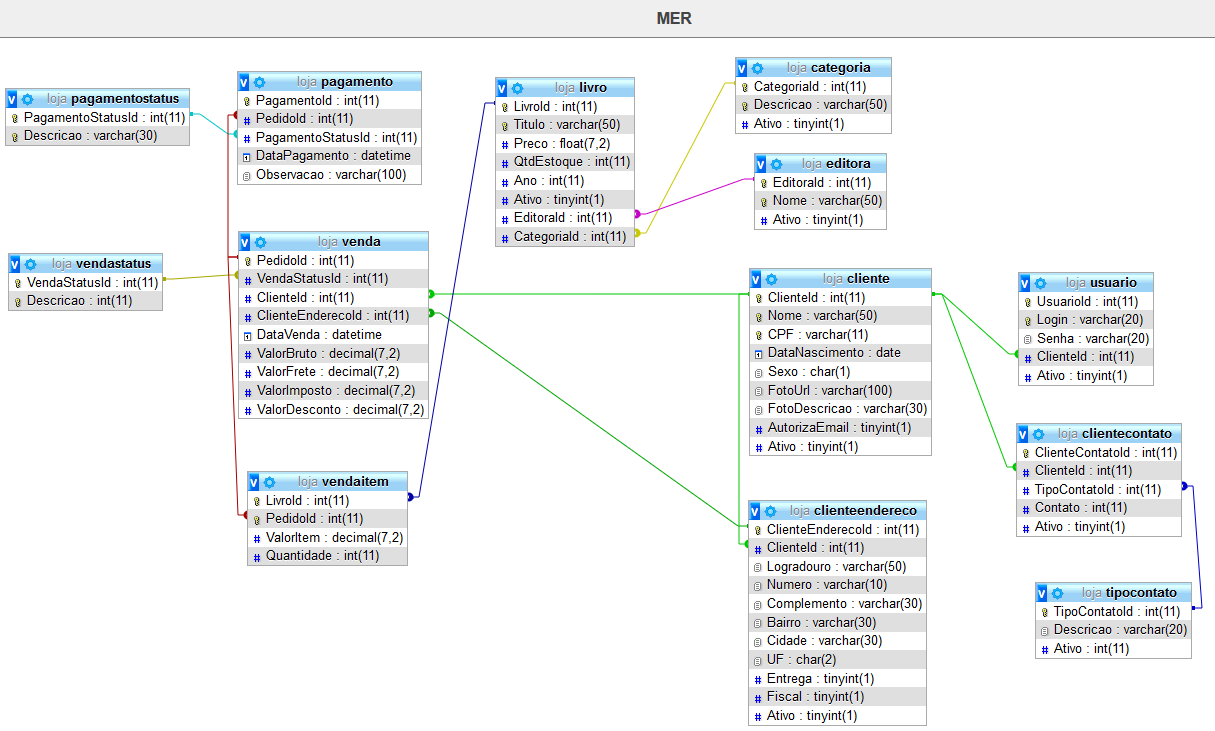 MER
loja pagamentostatus
PagamentoStatusId : int(11)
Descricao : varchar(30)
loja pagamento
PagamentoId : int(11)
PedidoId : int(11)
PagamentoStatusId : int(11)
DataPagamento : datetime
Observacao : varchar(100)
loja vendastatus
VendaStatusId : int(11)
Descricao : int(11)
loja venda
PedidoId : int(11)
VendaStatusId : int(11)
ClienteId : int(11)
ClienteEnderecoId : int(11)
DataVenda : datetime
ValorBruto : decimal(7,2)
ValorFrete : decimal(7,2)
ValorImposto : decimal(7,2)
ValorDesconto : decimal(7,2)
loja vendaitem
LivroId : int(11)
PedidoId : int(11)
ValorItem : decimal(7,2)
Quantidade : int(11)
loja livro
LivroId : int(11)
Titulo : varchar(50)
Preco : float(7,2)
QtdEstoque : int(11)
Ano : int(11)
Ativo : tinyint(1)
EditoraId : int(11)
CategoriaId : int(11)
loja categoria
CategoriaId : int(11)
Descricao : varchar(50)
Ativo : tinyint(1)
loja editora
EditoraId : int(11)
Nome : varchar(50)
Ativo : tinyint(1)
loja cliente
ClienteId : int(11)
Nome : varchar(50)
CPF : varchar(11)
DataNascimento : date
Sexo : char(1)
FotoUrl : varchar(100)
FotoDescricao : varchar(30)
AutorizaEmail : tinyint(1)
Ativo : tinyint(1)
loja clienteendereco
ClienteEnderecoId : int(11)
ClienteId : int(11)
Logradouro : varchar(50)
Numero : varchar(10)
Complemento : varchar(30)
Bairro : varchar(30)
Cidade : varchar(30)
UF : char(2)
Entrega : tinyint(1)
Fiscal : tinyint(1)
Ativo : tinyint(1)
loja usuario
UsuarioId : int(11)
Login : varchar(20)
Senha : varchar(20)
ClienteId : int(11)
Ativo : tinyint(1)
loja clientecontato
ClienteContatoId : int(11)
ClienteId : int(11)
TipoContatoId : int(11)
Contato : int(11)
Ativo : tinyint(1)
loja tipocontato
TipoContatoId : int(11)
Descricao : varchar(20)
Ativo : int(11)